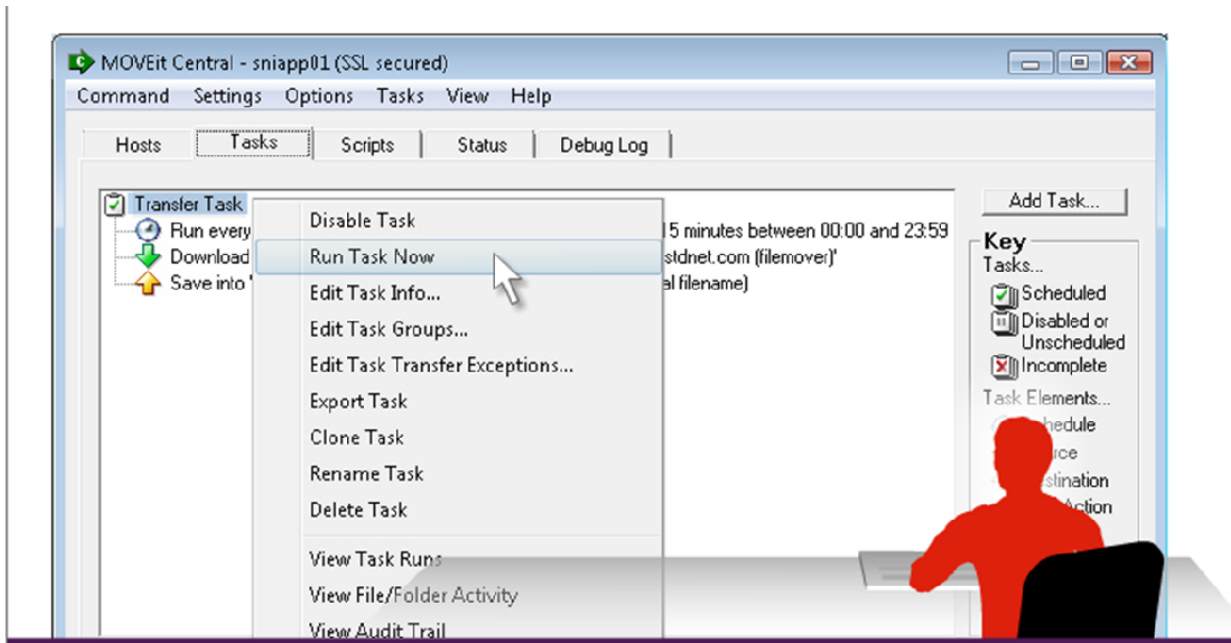 MOVEit Central - sniapp01 (SSL secured)
Command Settings Options Tasks View Help
Hosts Tasks Scripts Status Debug Log
Transfer Task
Run every
15 minutes between 00:00 and 23:59
Download
stdnet.com (filemover)'
Save into '
al filename)
Disable Task
Run Task Now
Edit Task Info...
Edit Task Groups...
Edit Task Transfer Exceptions...
Export Task
Clone Task
Rename Task
Delete Task
View Task Runs
View File/Folder Activity
View Audit Trail
Add Task...
Key
Tasks...
Scheduled
Disabled or
Unscheduled
Incomplete
Task Elements...
hedule
rce
stination
Action